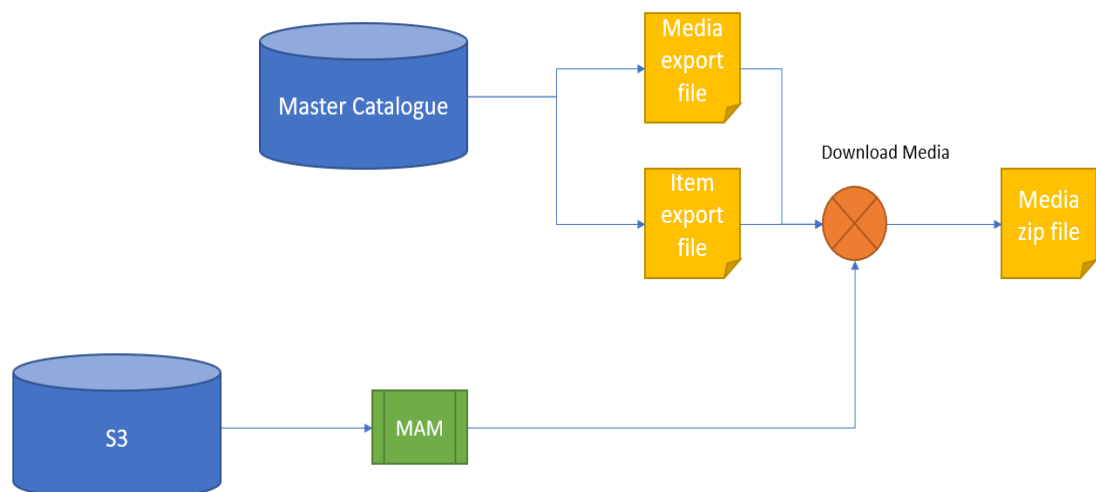 Media
export
file
Master Catalogue
Download Media
Item
export
file
Media
zip file
MAM
S3